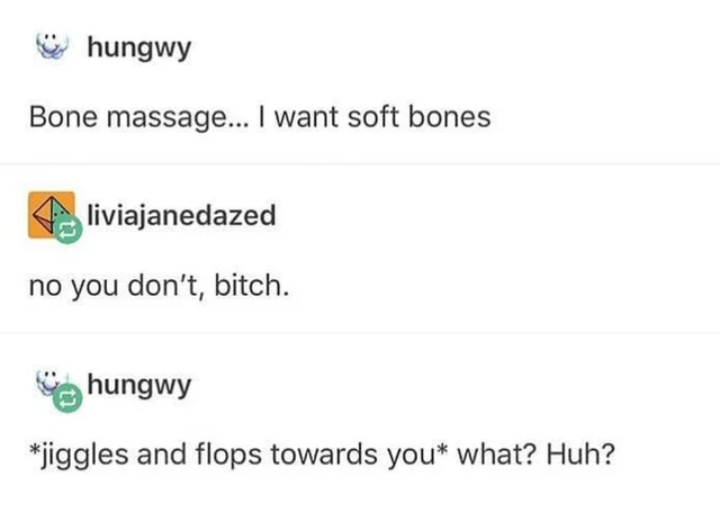 hungwy
Bone massage... I want soft bones
liviajanedazed
no you don't, bitch.
hungwy
*jiggles and flops towards you* what? Huh?